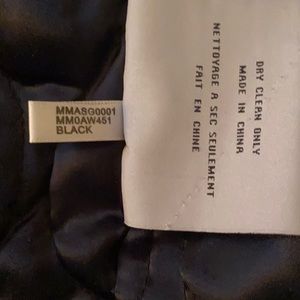 MMASG0001
MM0AW451
BLACK
DRY CLEAN ONLY
MADE IN CHINA
NETTOYAGE A SEC SEULEMENT
FAIT EN CHINE